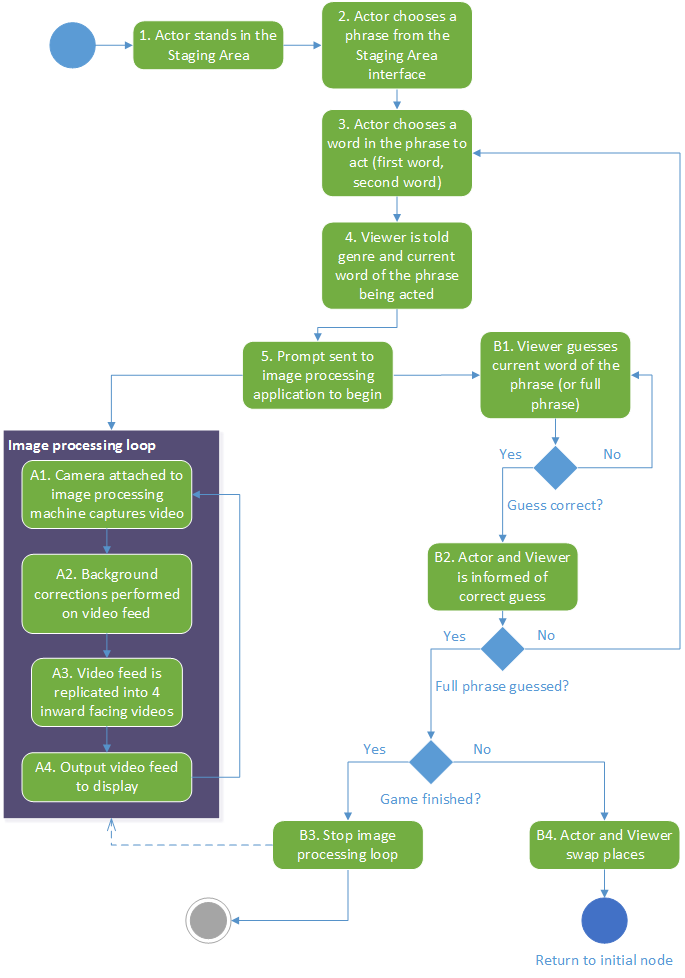 1. Actor stands in the
Staging Area
2. Actor chooses a
phrase from the
Staging Area
interface
3. Actor chooses a
word in the phrase to
act (first word,
second word)
4. Viewer is told
genre and current
word of the phrase
being acted
5. Prompt sent to
image processing
application to begin
B1. Viewer guesses
current word of the
phrase (or full
phrase)
Image processing loop
A1. Camera attached to
image processing
machine captures video
A2. Background
corrections performed
on video feed
A3. Video feed is
replicated into 4
inward facing videos
A4. Output video feed
to display
Yes
No
Guess correct?
B2. Actor and Viewer
is informed of
correct guess
Yes
No
Full phrase guessed?
Yes
No
Game finished?
B3. Stop image
processing loop
B4. Actor and Viewer
swap places
Return to initial node